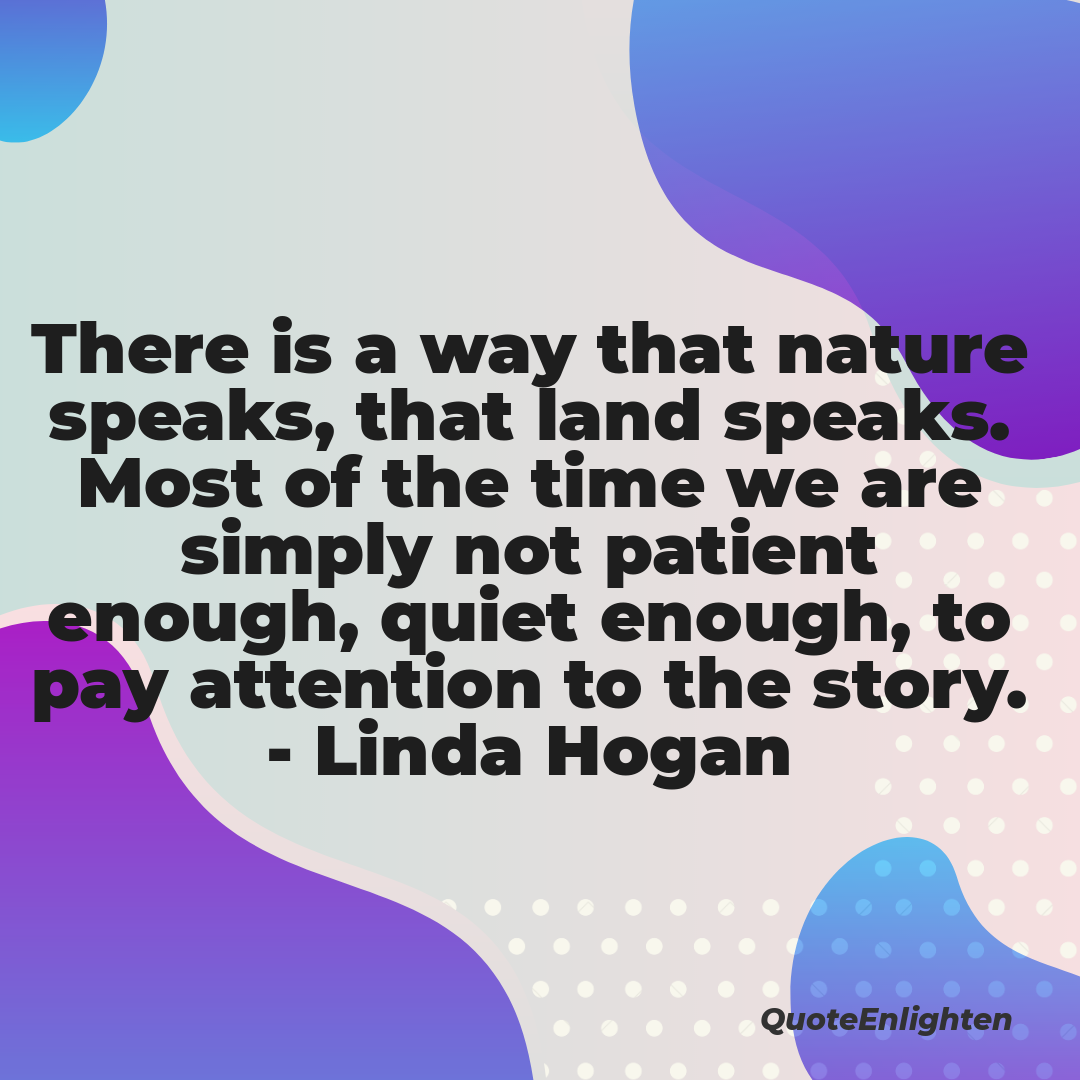 There is a way that nature
speaks, that land speaks.
Most of the time we are
simply not patient
enough, quiet enough, to
pay attention to the story.
- Linda Hogan
QuoteEnlighten